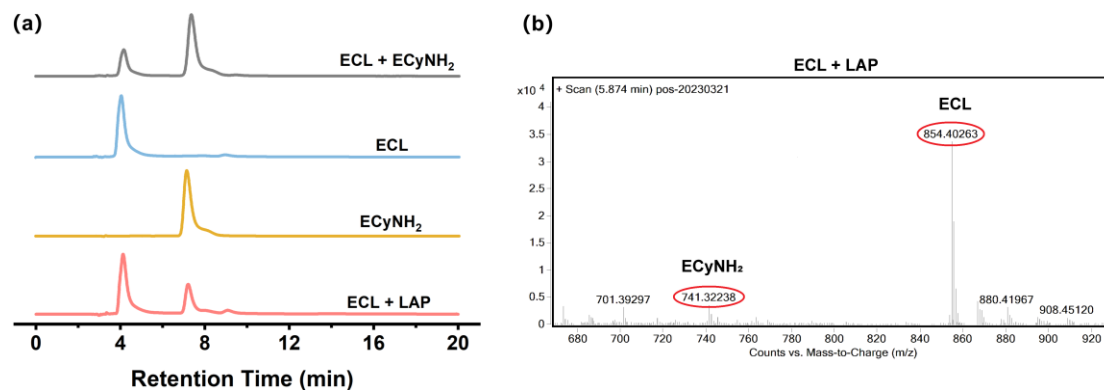 (a)
ECL + ECyNH₂
ECL
ECyNH₂
ECL + LAP
0 4 8 12 16 20
Retention Time (min)
(b)
ECL + LAP
x10 ⁴
+ Scan (5.874 min) pos-20230321
4
3.5
3
2.5
2
1.5
1
0.5
0
ECL
854.40263
ECyNH₂
701.39297
741.32238
880.41967
908.45120
680 700 720 740 760 780 800 820 840 860 880 900 920
Counts vs. Mass-to-Charge (m/z)